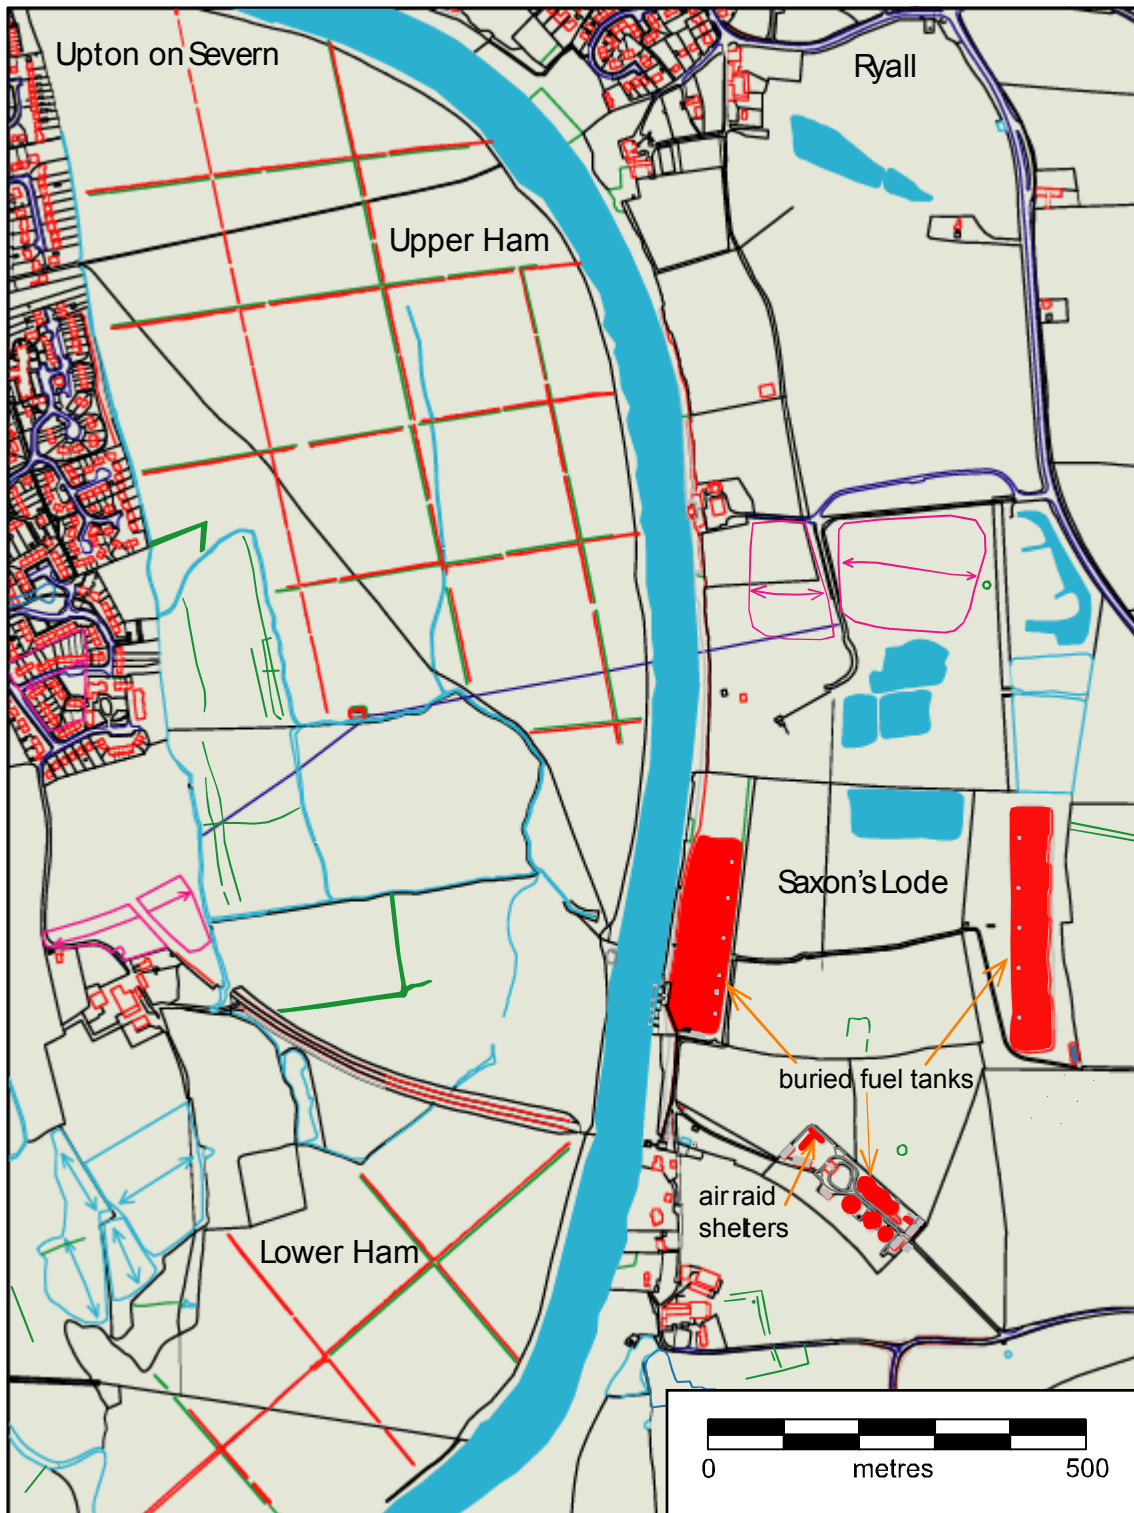 Upton on Severn
Ryall
Upper Ham
Saxon's Lode
buried fuel tanks
air raid
shelters
Lower Ham
0 metres 500